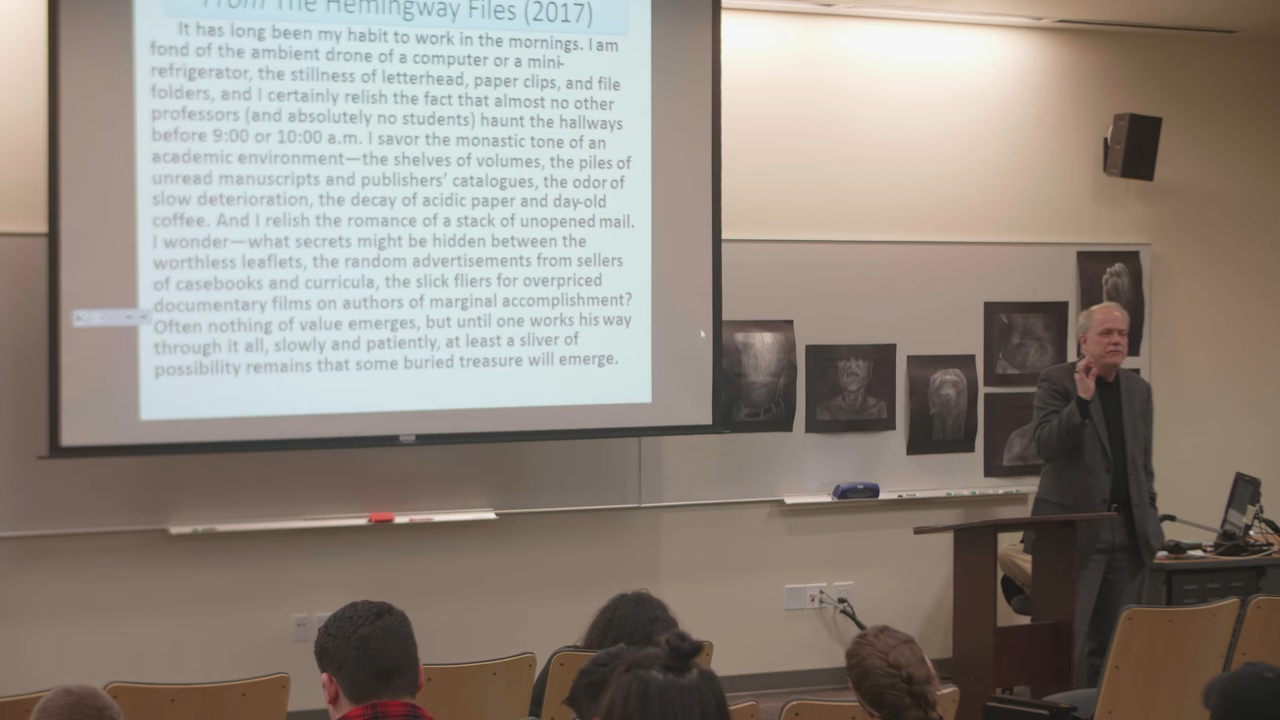 From The Hemingway Files (2017)
It has long been my habit to work in the mornings. I am
fond of the ambient drone of a computer or a mini-
refrigerator, the stillness of letterhead, paper clips, and file
folders, and I certainly relish the fact that almost no other
professors (and absolutely no students) haunt the hallways
before 9:00 or 10:00 a.m. I savor the monastic tone of an
academic environment—the shelves of volumes, the piles of
unread manuscripts and publishers' catalogues, the odor of
slow deterioration, the decay of acidic paper and day-old
coffee. And I relish the romance of a stack of unopened mail.
I wonder—what secrets might be hidden between the
worthless leaflets, the random advertisements from sellers
of casebooks and curricula, the slick fliers for overpriced
documentary films on authors of marginal accomplishment?
Often nothing of value emerges, but until one works his way
through it all, slowly and patiently, at least a sliver of
possibility remains that some buried treasure will emerge.